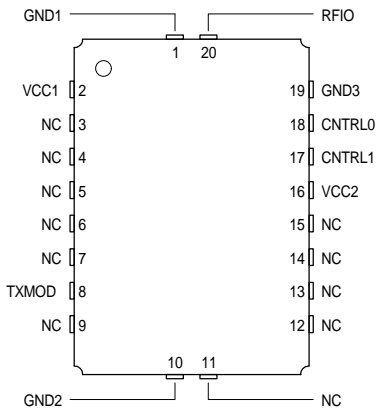 GND1 RFIO
1 20
VCC1 2 19 GND3
NC 3 18 CNTRL0
NC 4 17 CNTRL1
NC 5 16 VCC2
NC 6 15 NC
NC 7 14 NC
TXMOD 8 13 NC
NC 9 12 NC
10 11
GND2 NC